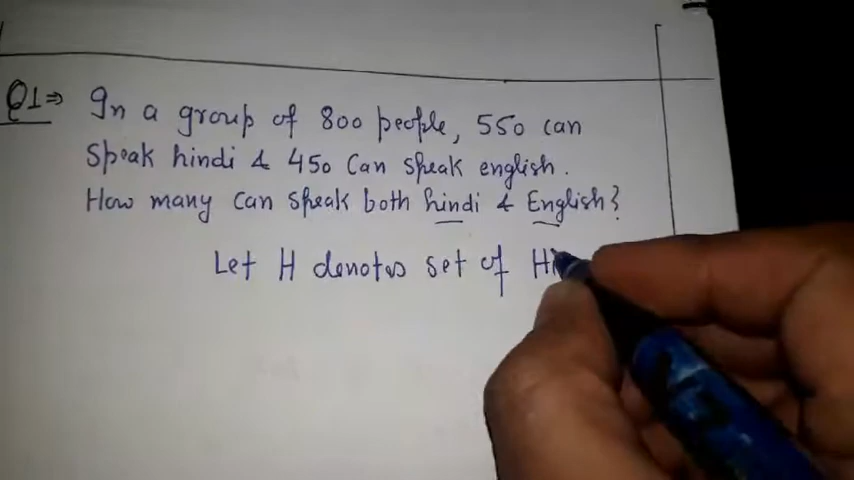 Q1⇒ In a group of 800 people, 550 can
speak hindi & 450 Can speak english.
How many can speak both hindi & English?
Let H denotes set of Hi